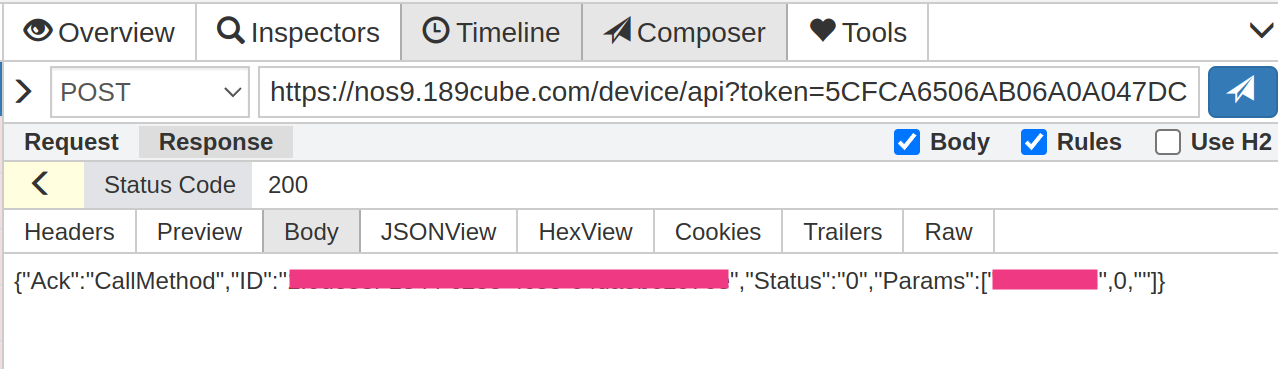 Overview Inspectors Timeline Composer Tools
POST https://nos9.189cube.com/device/api?token=5CFCA6506AB06A0A047DC
Request Response Body Rules Use H2
Status Code 200
Headers Preview Body JSONView HexView Cookies Trailers Raw
{"Ack":"CallMethod","ID":"","Status":"0","Params":["",0,""]}